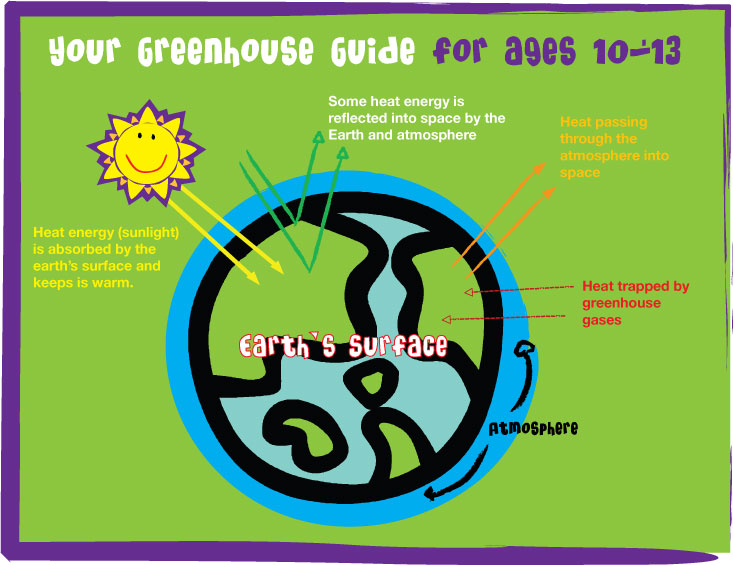 Your Greenhouse Guide for ages 10-13
Some heat energy is
reflected into space by the
Earth and atmosphere
Heat passing
through the
atmosphere into
space
Heat energy (sunlight)
is absorbed by the
earth's surface and
keeps is warm.
Heat trapped by
greenhouse
gases
Earth's Surface
Atmosphere